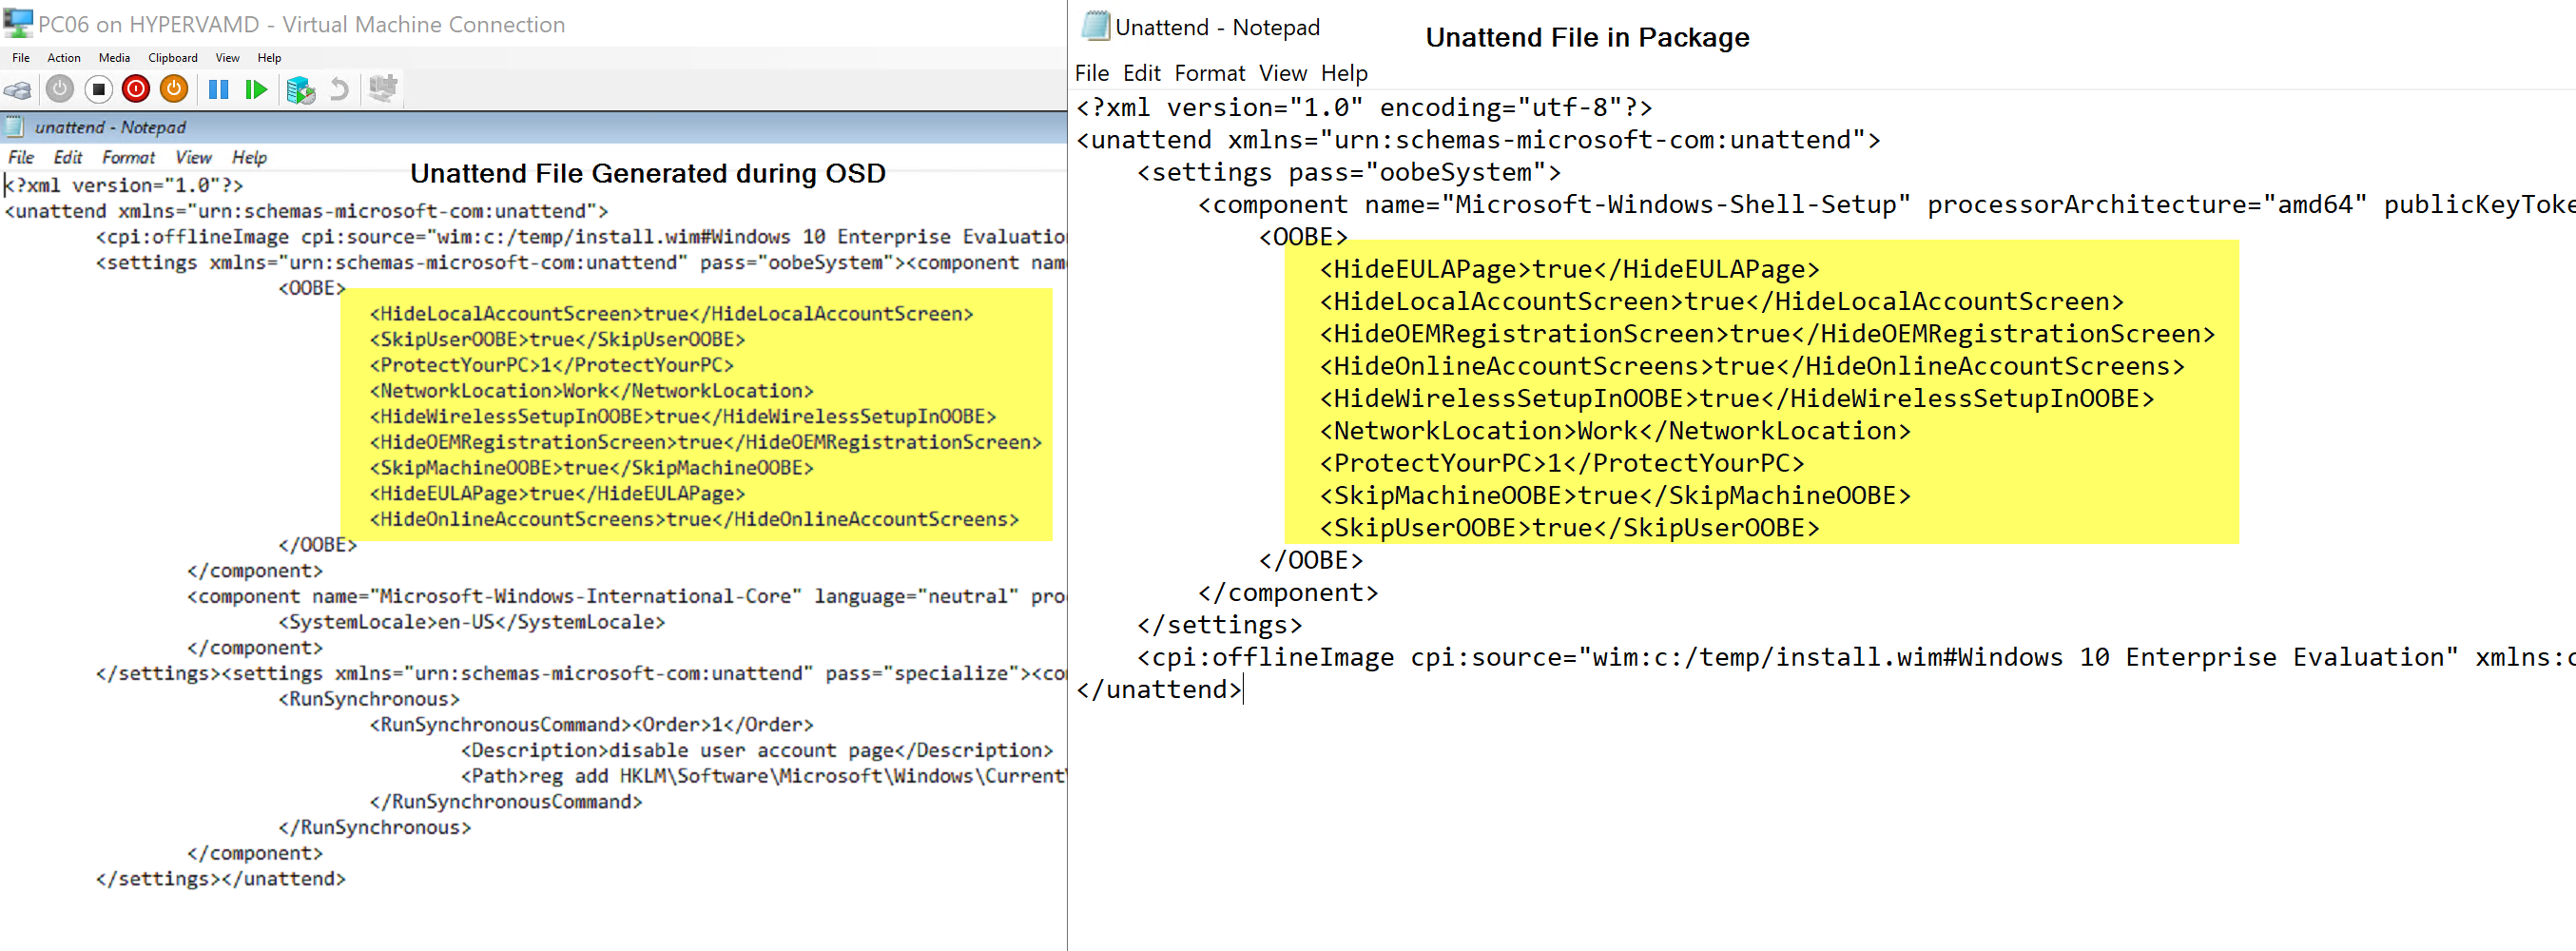 PC06 on HYPERVAMD - Virtual Machine Connection
File Action Media Clipboard View Help
unattend - Notepad
File Edit Format View Help
Unattend File Generated during OSD
<?xml version="1.0"?>
<unattend xmlns="urn:schemas-microsoft-com:unattend">
<cpi:offlineImage cpi:source="wim:c:/temp/install.wim#Windows 10 Enterprise Evaluation
<settings xmlns="urn:schemas-microsoft-com:unattend" pass="oobeSystem"><component nam
<OOBE>
<HideLocalAccountScreen>true</HideLocalAccountScreen>
<SkipUserOOBE>true</SkipUserOOBE>
<ProtectYourPC>1</ProtectYourPC>
<NetworkLocation>Work</NetworkLocation>
<HideWirelessSetupInOOBE>true</HideWirelessSetupInOOBE>
<HideOEMRegistrationScreen>true</HideOEMRegistrationScreen>
<SkipMachineOOBE>true</SkipMachineOOBE>
<HideEULAPage>true</HideEULAPage>
<HideOnlineAccountScreens>true</HideOnlineAccountScreens>
</OOBE>
</component>
<component name="Microsoft-Windows-International-Core" language="neutral" pro
<SystemLocale>en-US</SystemLocale>
</component>
</settings><settings xmlns="urn:schemas-microsoft-com:unattend" pass="specialize"><co
<RunSynchronous>
<RunSynchronousCommand><Order>1</Order>
<Description>disable user account page</Description>
<Path>reg add HKLM\Software\Microsoft\Windows\Current
</RunSynchronousCommand>
</RunSynchronous>
</component>
</settings></unattend>
Unattend - Notepad
Unattend File in Package
File Edit Format View Help
<?xml version="1.0" encoding="utf-8"?>
<unattend xmlns="urn:schemas-microsoft-com:unattend">
<settings pass="oobeSystem">
<component name="Microsoft-Windows-Shell-Setup" processorArchitecture="amd64" publicKeyToke
<OOBE>
<HideEULAPage>true</HideEULAPage>
<HideLocalAccountScreen>true</HideLocalAccountScreen>
<HideOEMRegistrationScreen>true</HideOEMRegistrationScreen>
<HideOnlineAccountScreens>true</HideOnlineAccountScreens>
<HideWirelessSetupInOOBE>true</HideWirelessSetupInOOBE>
<NetworkLocation>Work</NetworkLocation>
<ProtectYourPC>1</ProtectYourPC>
<SkipMachineOOBE>true</SkipMachineOOBE>
<SkipUserOOBE>true</SkipUserOOBE>
</OOBE>
</component>
</settings>
<cpi:offlineImage cpi:source="wim:c:/temp/install.wim#Windows 10 Enterprise Evaluation" xmlns:c
</unattend>